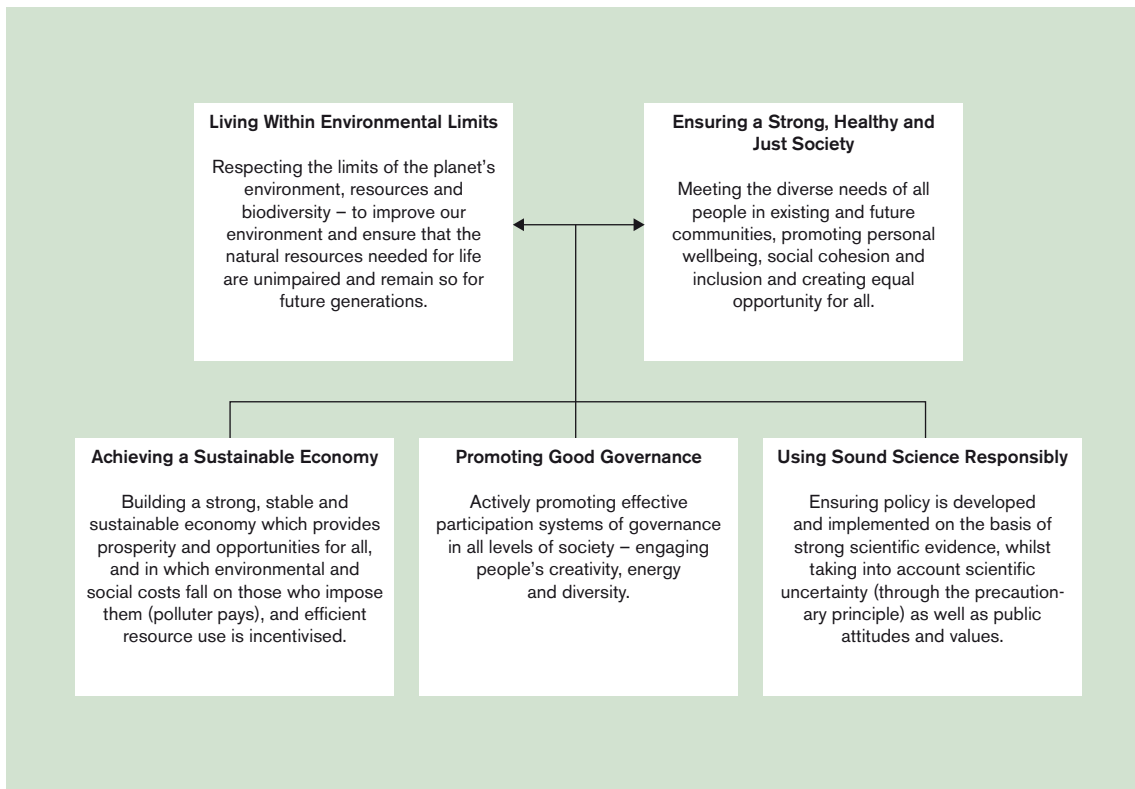 Living Within Environmental Limits
Respecting the limits of the planet's
environment, resources and
biodiversity – to improve our
environment and ensure that the
natural resources needed for life
are unimpaired and remain so for
future generations.
Ensuring a Strong, Healthy and
Just Society
Meeting the diverse needs of all
people in existing and future
communities, promoting personal
wellbeing, social cohesion and
inclusion and creating equal
opportunity for all.
Achieving a Sustainable Economy
Building a strong, stable and
sustainable economy which provides
prosperity and opportunities for all,
and in which environmental and
social costs fall on those who impose
them (polluter pays), and efficient
resource use is incentivised.
Promoting Good Governance
Actively promoting effective
participation systems of governance
in all levels of society – engaging
people's creativity, energy
and diversity.
Using Sound Science Responsibly
Ensuring policy is developed
and implemented on the basis of
strong scientific evidence, whilst
taking into account scientific
uncertainty (through the precaution-
ary principle) as well as public
attitudes and values.